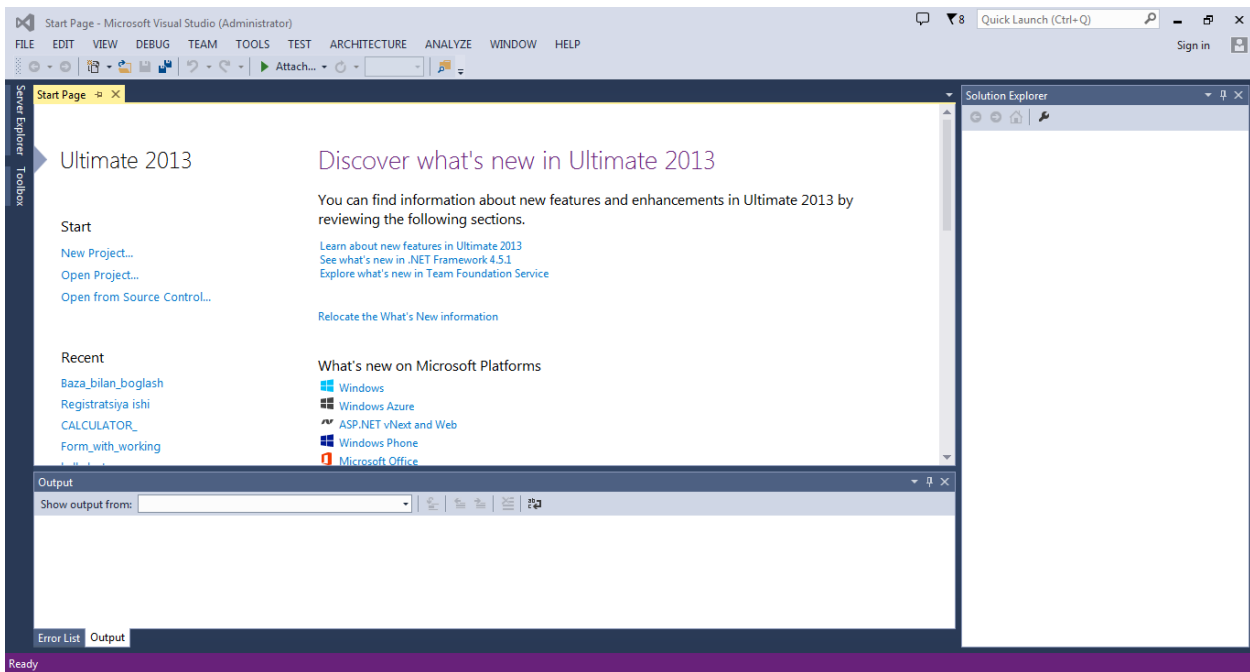 Start Page - Microsoft Visual Studio (Administrator)
8
Quick Launch (Ctrl+Q)
FILE EDIT VIEW DEBUG TEAM TOOLS TEST ARCHITECTURE ANALYZE WINDOW HELP
Sign in
Attach...
Server Explorer
Toolbox
Start Page
Ultimate 2013
Start
New Project...
Open Project...
Open from Source Control...
Recent
Baza_bilan_boglash
Registratsiya ishi
CALCULATOR_
Form_with_working
Discover what's new in Ultimate 2013
You can find information about new features and enhancements in Ultimate 2013 by
reviewing the following sections.
Learn about new features in Ultimate 2013
See what's new in .NET Framework 4.5.1
Explore what's new in Team Foundation Service
Relocate the What's New information
What's new on Microsoft Platforms
Windows
Windows Azure
ASP.NET vNext and Web
Windows Phone
Microsoft Office
Solution Explorer
Output
Show output from:
Error List Output
Ready